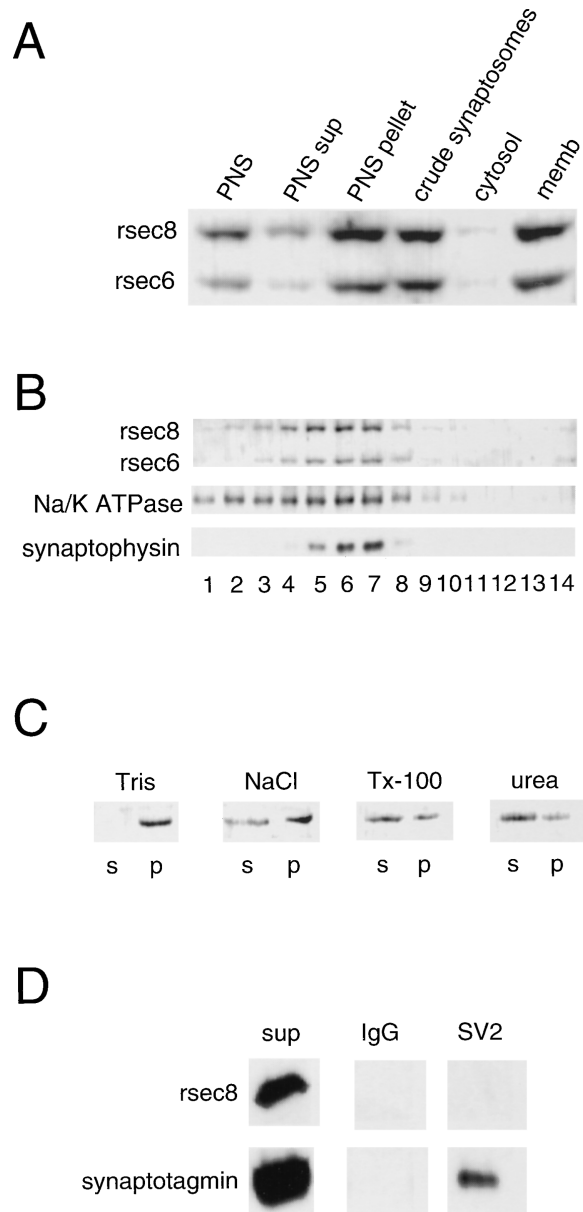 A
PNS
PNS sup
PNS pellet
crude synaptosomes
cytosol
memb
rsec8
rsec6
B
rsec8
rsec6
Na/K ATPase
synaptophysin
1 2 3 4 5 6 7 8 9 10 11 12 13 14
C
Tris NaCl Tx-100 urea
s p s p s p s p
D
sup IgG SV2
rsec8
synaptotagmin